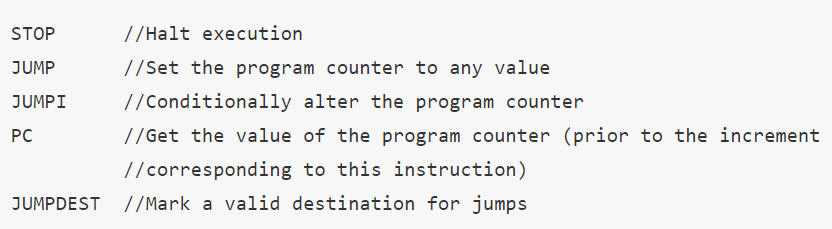 STOP //Halt execution
JUMP //Set the program counter to any value
JUMPI //Conditionally alter the program counter
PC //Get the value of the program counter (prior to the increment
//corresponding to this instruction)
JUMPDEST //Mark a valid destination for jumps